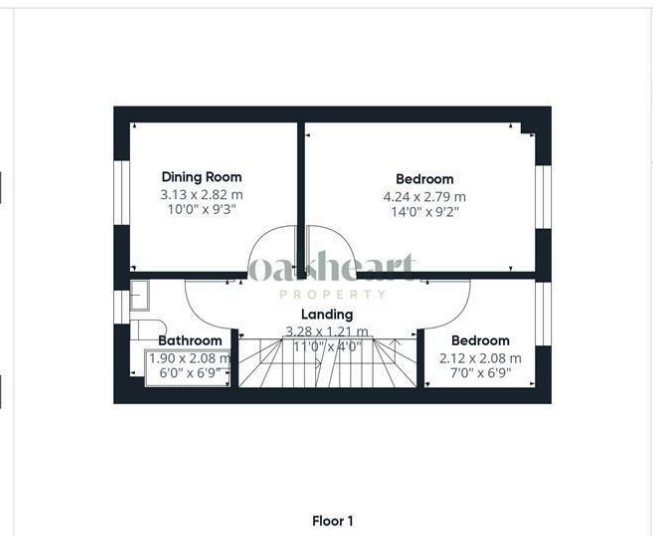 Dining Room
3.13 x 2.82 m
10'0" x 9'3"
Bedroom
4.24 x 2.79 m
14'0" x 9'2"
oakheart
PROPERTY
Landing
3.28 x 1.21 m
11'0" x 4'0"
Bathroom
1.90 x 2.08 m
6'0" x 6'9"
Bedroom
2.12 x 2.08 m
7'0" x 6'9"
Floor 1